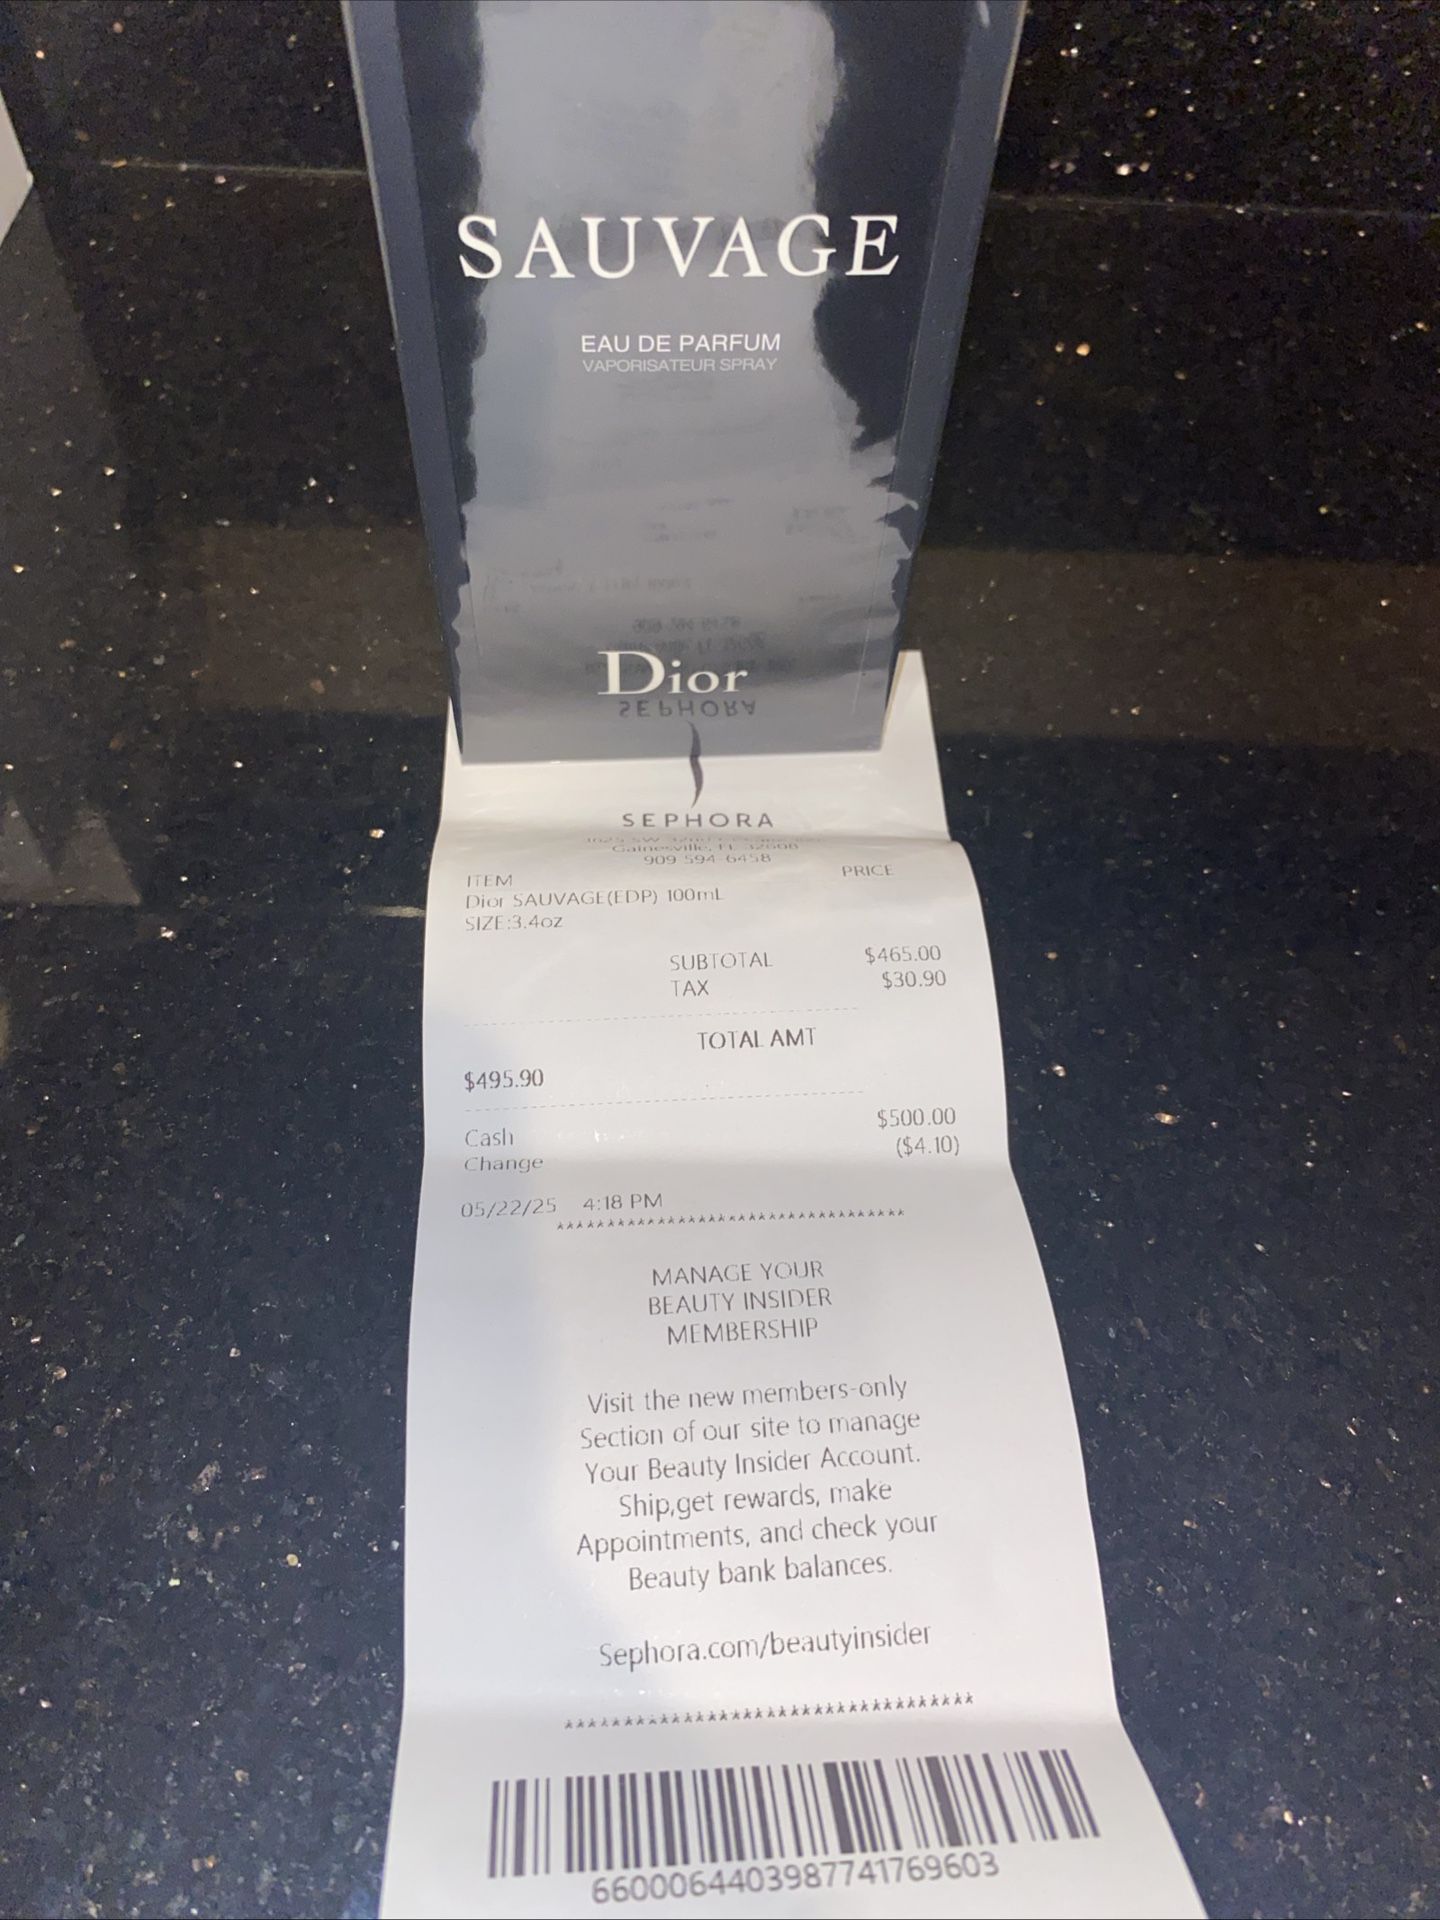 SAUVAGE
EAU DE PARFUM
VAPORISATEUR SPRAY
Dior
SEPHORA
SEPHORA
Gainesville, FL 32608
909 594-6458
ITEM PRICE
Dior SAUVAGE(EDP) 100mL
SIZE:3.4oz
SUBTOTAL $465.00
TAX $30.90
TOTAL AMT
$495.90
Cash $500.00
Change ($4.10)
05/22/25 4:18 PM
**********************************
MANAGE YOUR
BEAUTY INSIDER
MEMBERSHIP
Visit the new members-only
Section of our site to manage
Your Beauty Insider Account.
Ship,get rewards, make
Appointments, and check your
Beauty bank balances.
Sephora.com/beautyinsider
**********************************
6600064403987741769603